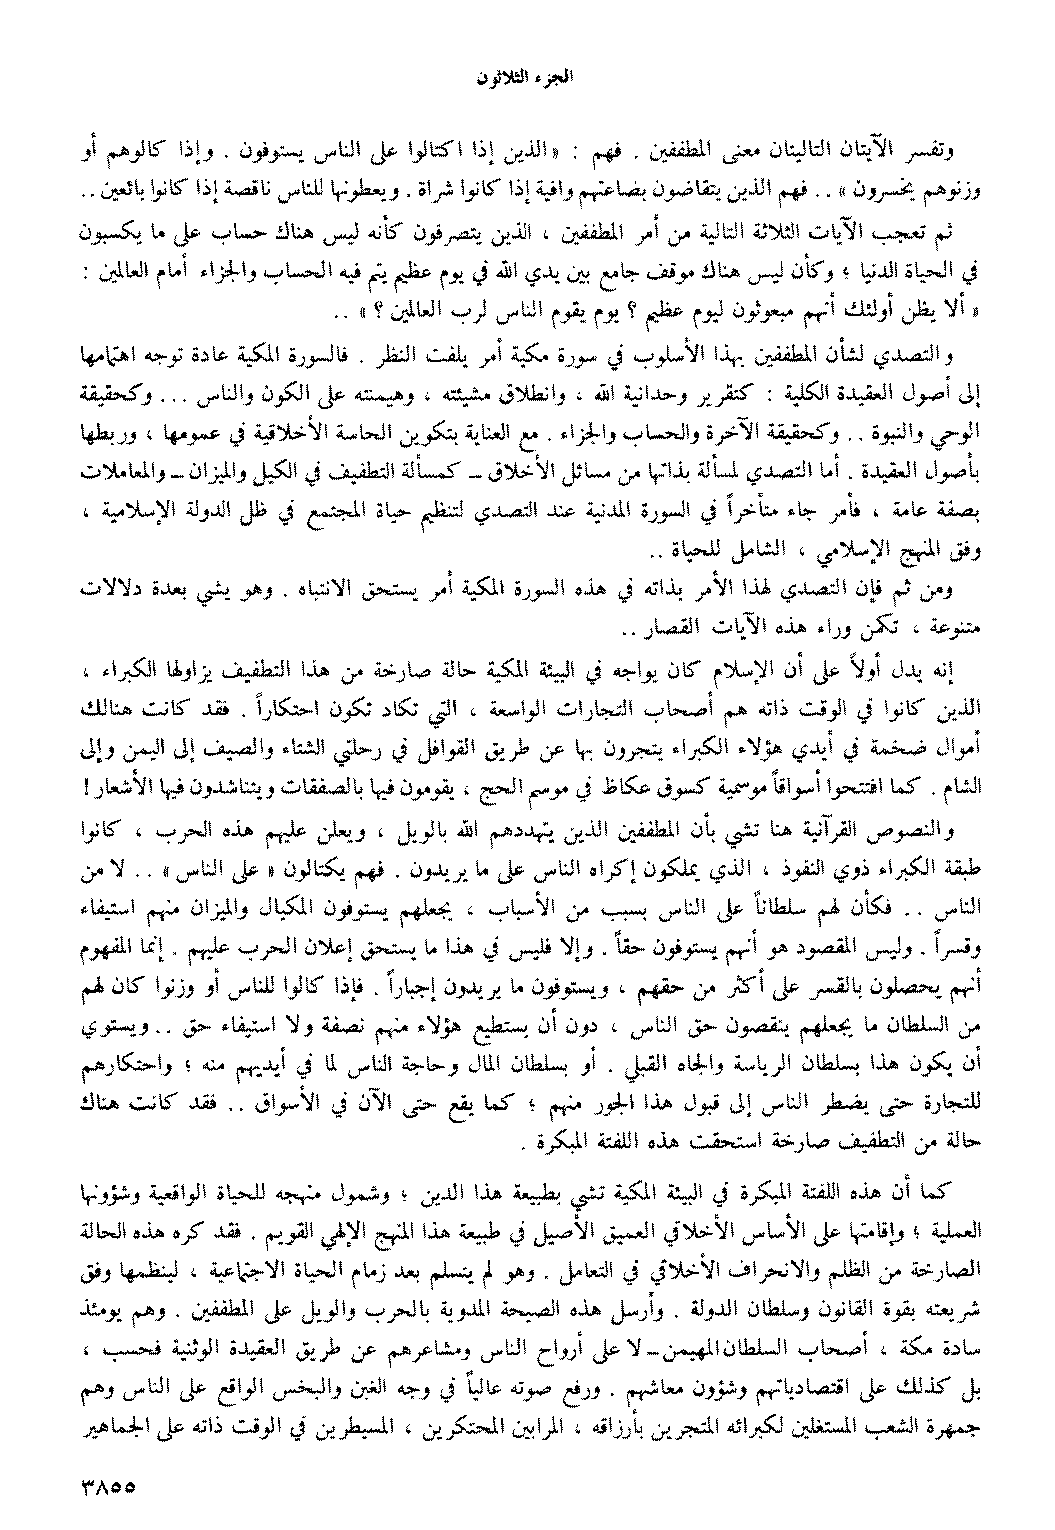 الجزء الثلاثون
وتفسر الآيتان التاليتان معنى المطففين . فهم : « الذين إذا اكتالوا على الناس يستوفون . وإذا كالوهم أو
وزنوهم يخسرون » .. فهم الذين يتقاضون بضاعتهم وافية إذا كانوا شراة . ويعطونها للناس ناقصة إذا كانوا بائعين ..
ثم تعجب الآيات الثلاثة التالية من أمر المطففين ، الذين يتصرفون كأنه ليس هناك حساب على ما يكسبون
في الحياة الدنيا ؛ وكأن ليس هناك موقف جامع بين يدي الله في يوم عظيم يتم فيه الحساب والجزاء أمام العالمين :
« ألا يظن أولئك أنهم مبعوثون ليوم عظيم ؟ يوم يقوم الناس لرب العالمين ؟ » ..
و التصدي لشأن المطففين بهذا الأسلوب في سورة مكية أمر يلفت النظر . فالسورة المكية عادة توجه اهتمامها
إلى أصول العقيدة الكلية : كتقرير وحدانية الله ، وانطلاق مشيئته ، وهيمنته على الكون والناس ... وكحقيقة
الوحي والنبوة .. وكحقيقة الآخرة والحساب والجزاء . مع العناية بتكوين الحاسة الأخلاقية في عمومها ، وربطها
بأصول العقيدة . أما التصدي لمسألة بذاتها من مسائل الأخلاق – كمسألة التطفيف في الكيل والميزان – والمعاملات
بصفة عامة ، فأمر جاء متأخراً في السورة المدنية عند التصدي لتنظيم حياة المجتمع في ظل الدولة الإسلامية ،
وفق المنهج الإسلامي ، الشامل للحياة ..
ومن ثم فإن التصدي لهذا الأمر بذاته في هذه السورة المكية أمر يستحق الانتباه . وهو يشي بعدة دلالات
متنوعة ، تكمن وراء هذه الآيات القصار ..
إنه يدل أولاً على أن الإسلام كان يواجه في البيئة المكية حالة صارخة من هذا التطفيف يزاولها الكبراء ،
الذين كانوا في الوقت ذاته هم أصحاب التجارات الواسعة ، التي تكاد تكون احتكاراً . فقد كانت هنالك
أموال ضخمة في أيدي هؤلاء الكبراء يتجرون بها عن طريق القوافل في رحلتي الشتاء والصيف إلى اليمن وإلى
الشام . كما افتتحوا أسواقاً موسمية كسوق عكاظ في موسم الحج ، يقومون فيها بالصفقات ويتناشدون فيها الأشعار !
و النصوص القرآنية هنا تشي بأن المطففين الذين يتهددهم الله بالويل ، ويعلن عليهم هذه الحرب ، كانوا
طبقة الكبراء ذوي النفوذ ، الذي يملكون إكراه الناس على ما يريدون . فهم يكتالون « على الناس » .. لا من
الناس .. فكأن لهم سلطاناً على الناس بسبب من الأسباب ، يجعلهم يستوفون المكيال والميزان منهم استيفاء
وقسراً . وليس المقصود هو أنهم يستوفون حقاً . وإلا فليس في هذا ما يستحق إعلان الحرب عليهم . إنما المفهوم
أنهم يحصلون بالقسر على أكثر من حقهم ، ويستوفون ما يريدون إجباراً . فإذا كالوا للناس أو وزنوا كان لهم
من السلطان ما يجعلهم ينقصون حق الناس ، دون أن يستطيع هؤلاء منهم نصفة ولا استيفاء حق .. ويستوي
أن يكون هذا بسلطان الرياسة والجاه القبلي . أو بسلطان المال وحاجة الناس لما في أيديهم منه ؛ واحتكارهم
للتجارة حتى يضطر الناس إلى قبول هذا الجور منهم ؛ كما يقع حتى الآن في الأسواق .. فقد كانت هناك
حالة من التطفيف صارخة استحقت هذه اللفتة المبكرة .
كما أن هذه اللفتة المبكرة في البيئة المكية تشي بطبيعة هذا الدين ؛ وشمول منهجه للحياة الواقعية وشؤونها
العملية ؛ وإقامتها على الأساس الأخلاقي العميق الأصيل في طبيعة هذا المنهج الإلهي القويم . فقد كره هذه الحالة
الصارخة من الظلم والانحراف الأخلاقي في التعامل . وهو لم يتسلم بعد زمام الحياة الاجتماعية ، لينظمها وفق
شريعته بقوة القانون وسلطان الدولة . وأرسل هذه الصيحة المدوية بالحرب والويل على المطففين . وهم يومئذ
سادة مكة ، أصحاب السلطان المهيمن – لا على أرواح الناس ومشاعرهم عن طريق العقيدة الوثنية فحسب ،
بل كذلك على اقتصادياتهم وشؤون معاشهم . ورفع صوته عالياً في وجه الغبن والبخس الواقع على الناس وهم
جمهرة الشعب المستغلين لكبرائه المتجرين بأرزاقه ، المرابين المحتكرين ، المسيطرين في الوقت ذاته على الجماهير
٣٨٥٥